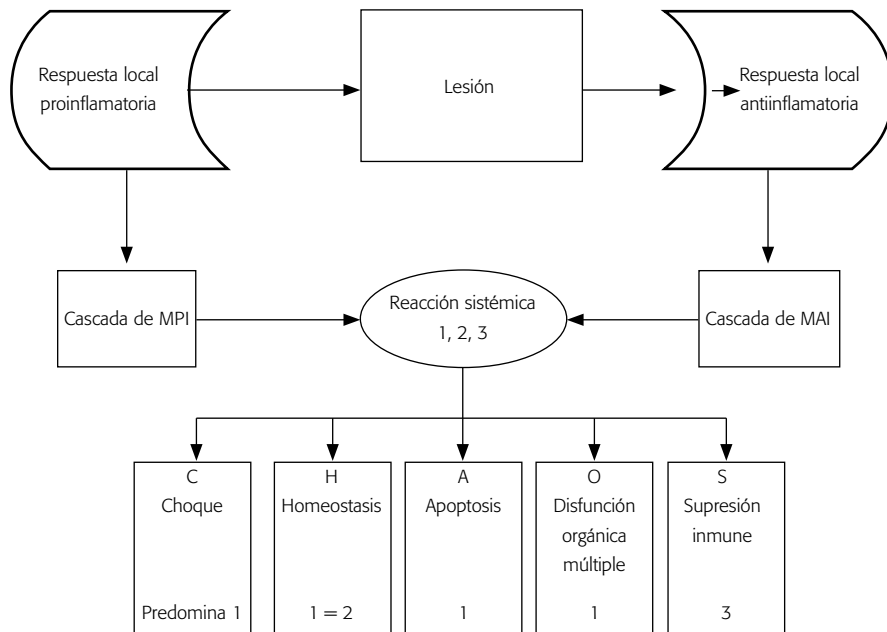 Respuesta local
proinflamatoria
Lesión
Respuesta local
antiinflamatoria
Cascada de MPI
Reacción sistémica
1, 2, 3
Cascada de MAI
C
Choque
Predomina 1
H
Homeostasis
1 = 2
A
Apoptosis
1
O
Disfunción
orgánica
múltiple
1
S
Supresión
inmune
3